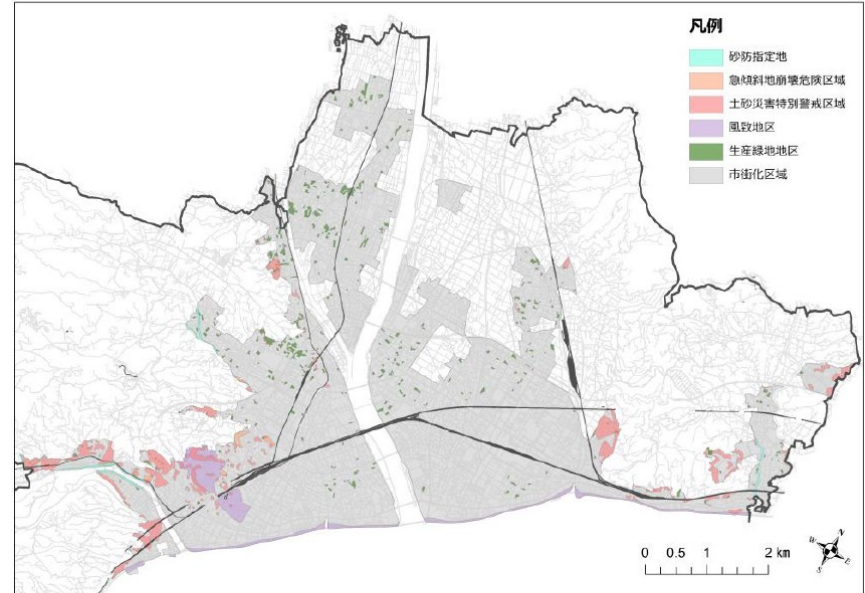 凡例
砂防指定地
急傾斜地崩壊危険区域
土砂災害特別警戒区域
風致地区
生産緑地地区
市街化区域
0 0.5 1 2 km
N
W
E
S